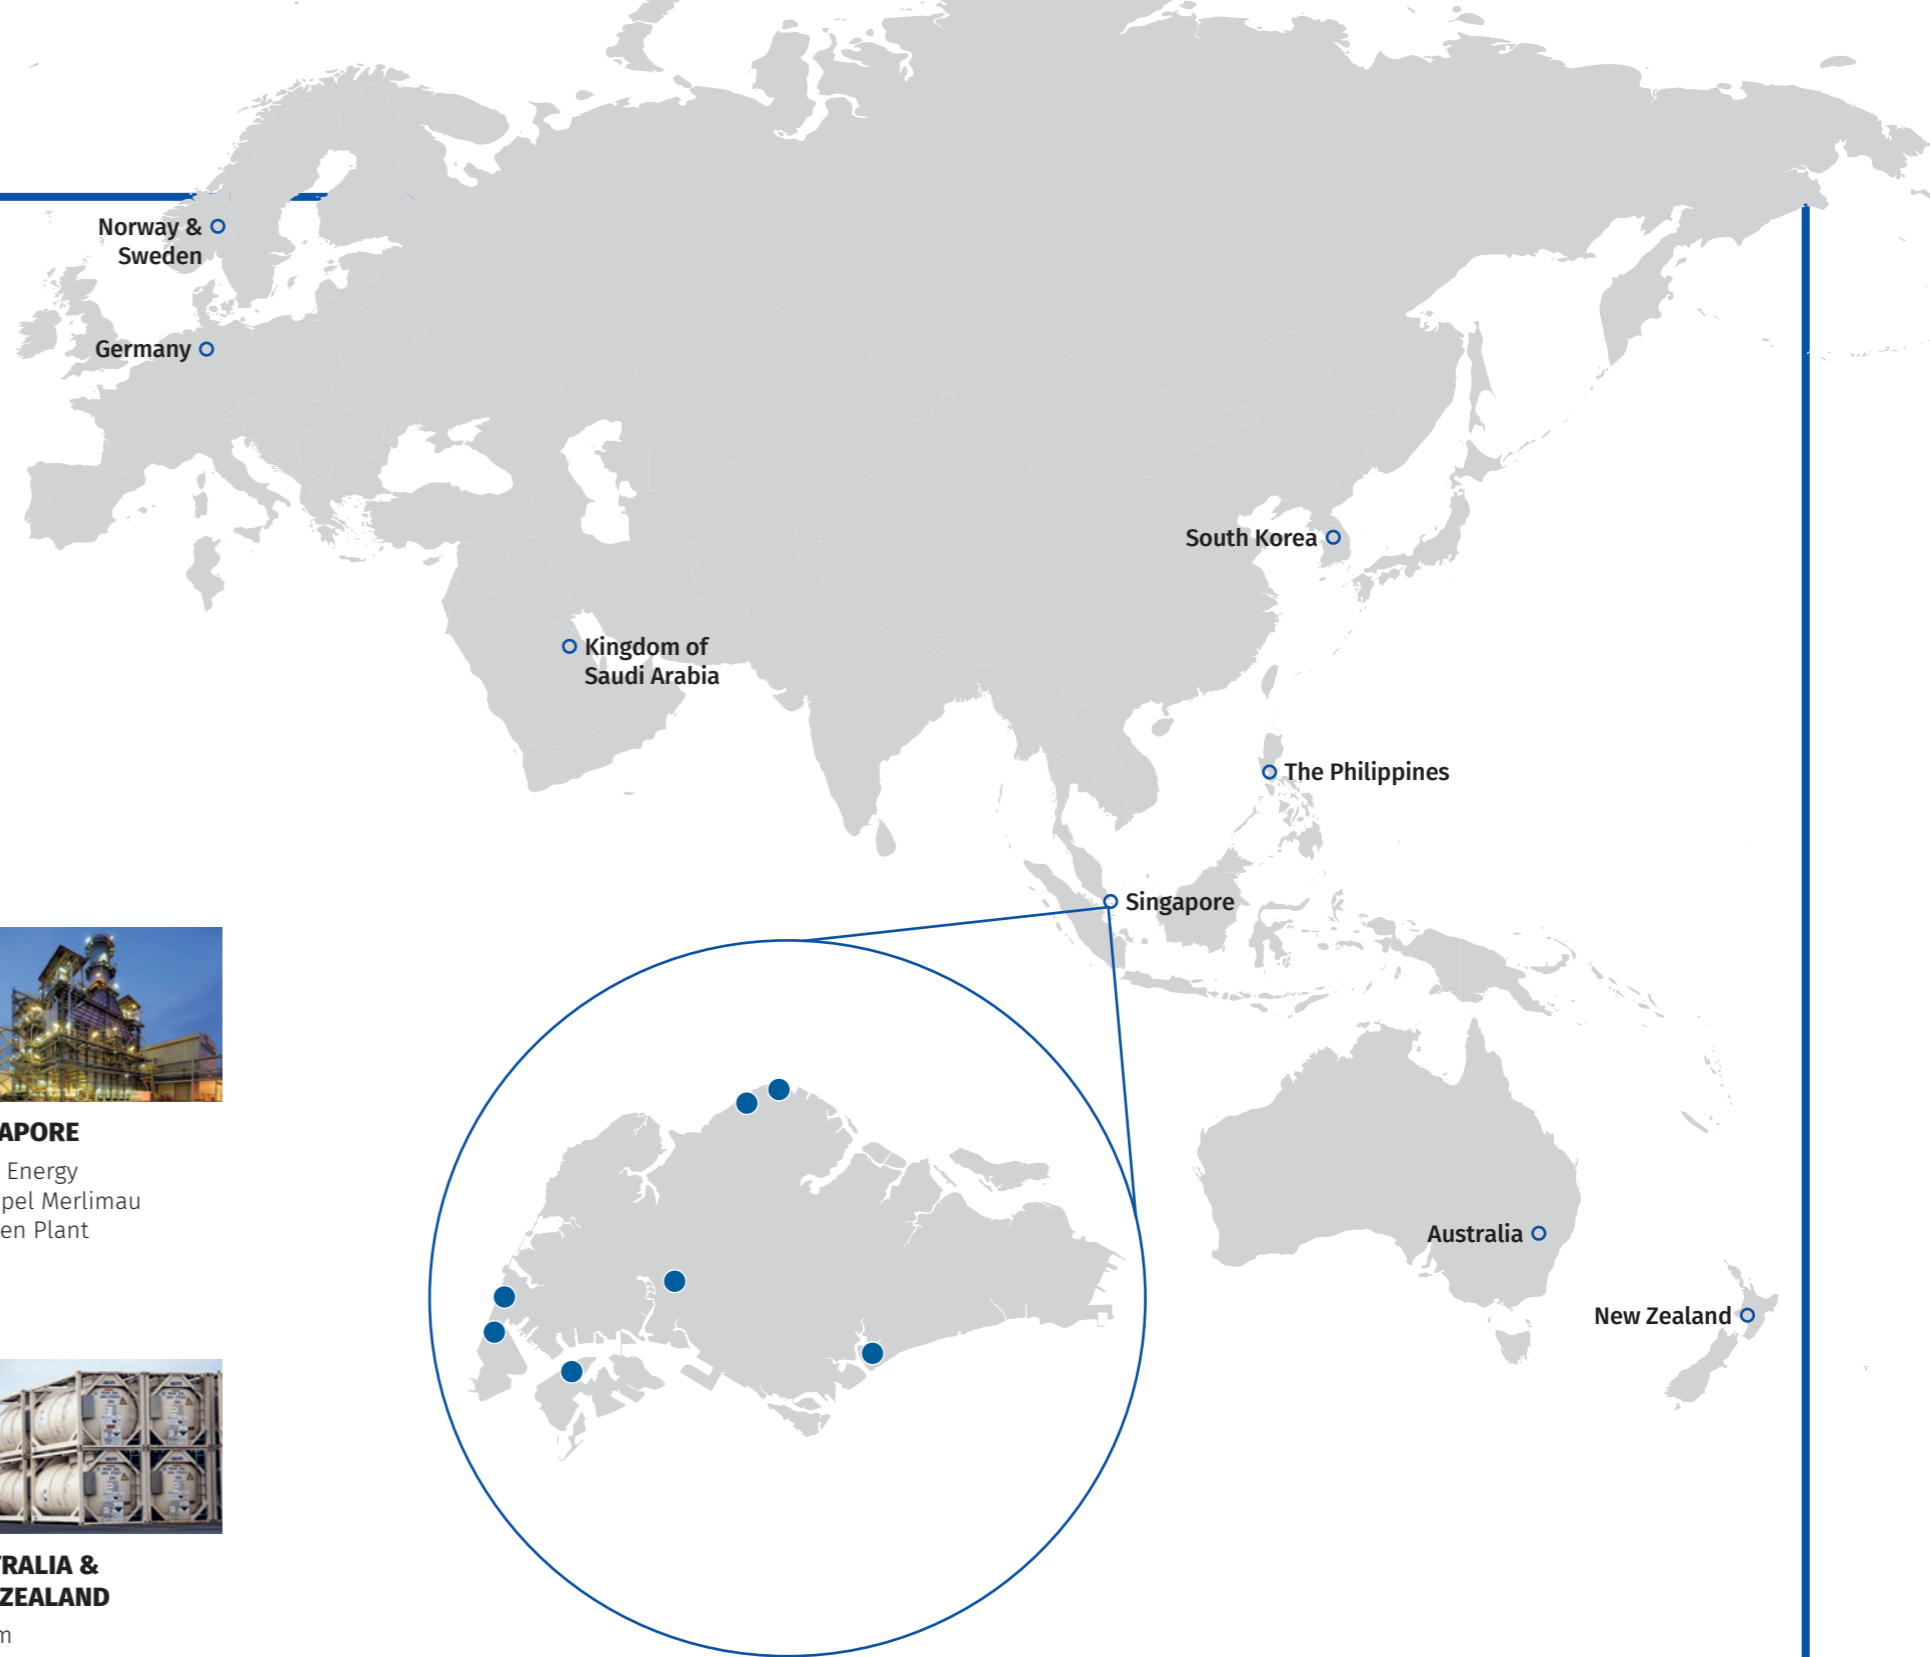 Norway &
Sweden
Germany
South Korea
Kingdom of
Saudi Arabia
The Philippines
Singapore
Australia
New Zealand
APORE
Energy
pel Merlimau
en Plant
TRALIA &
ZEALAND
m